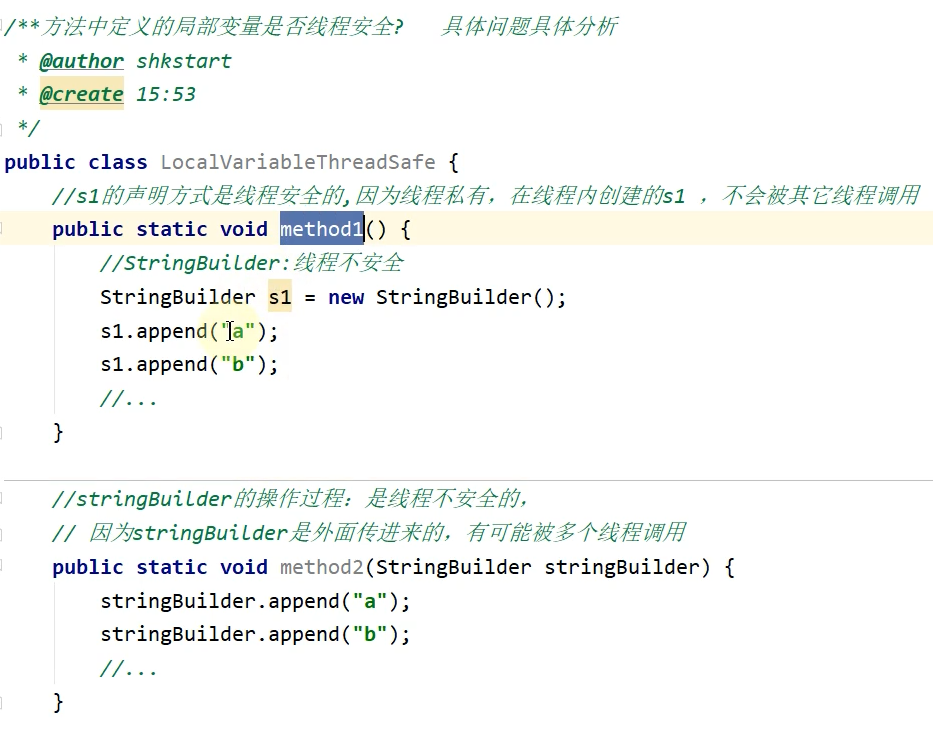 /**方法中定义的局部变量是否线程安全?   具体问题具体分析
 * @author shkstart
 * @create 15:53
 */
public class LocalVariableThreadSafe {
    //s1的声明方式是线程安全的,因为线程私有，在线程内创建的s1 ，不会被其它线程调用
    public static void method1() {
        //StringBuilder:线程不安全
        StringBuilder s1 = new StringBuilder();
        s1.append("a");
        s1.append("b");
        //...
    }
    //stringBuilder的操作过程：是线程不安全的，
    // 因为stringBuilder是外面传进来的，有可能被多个线程调用
    public static void method2(StringBuilder stringBuilder) {
        stringBuilder.append("a");
        stringBuilder.append("b");
        //...
    }